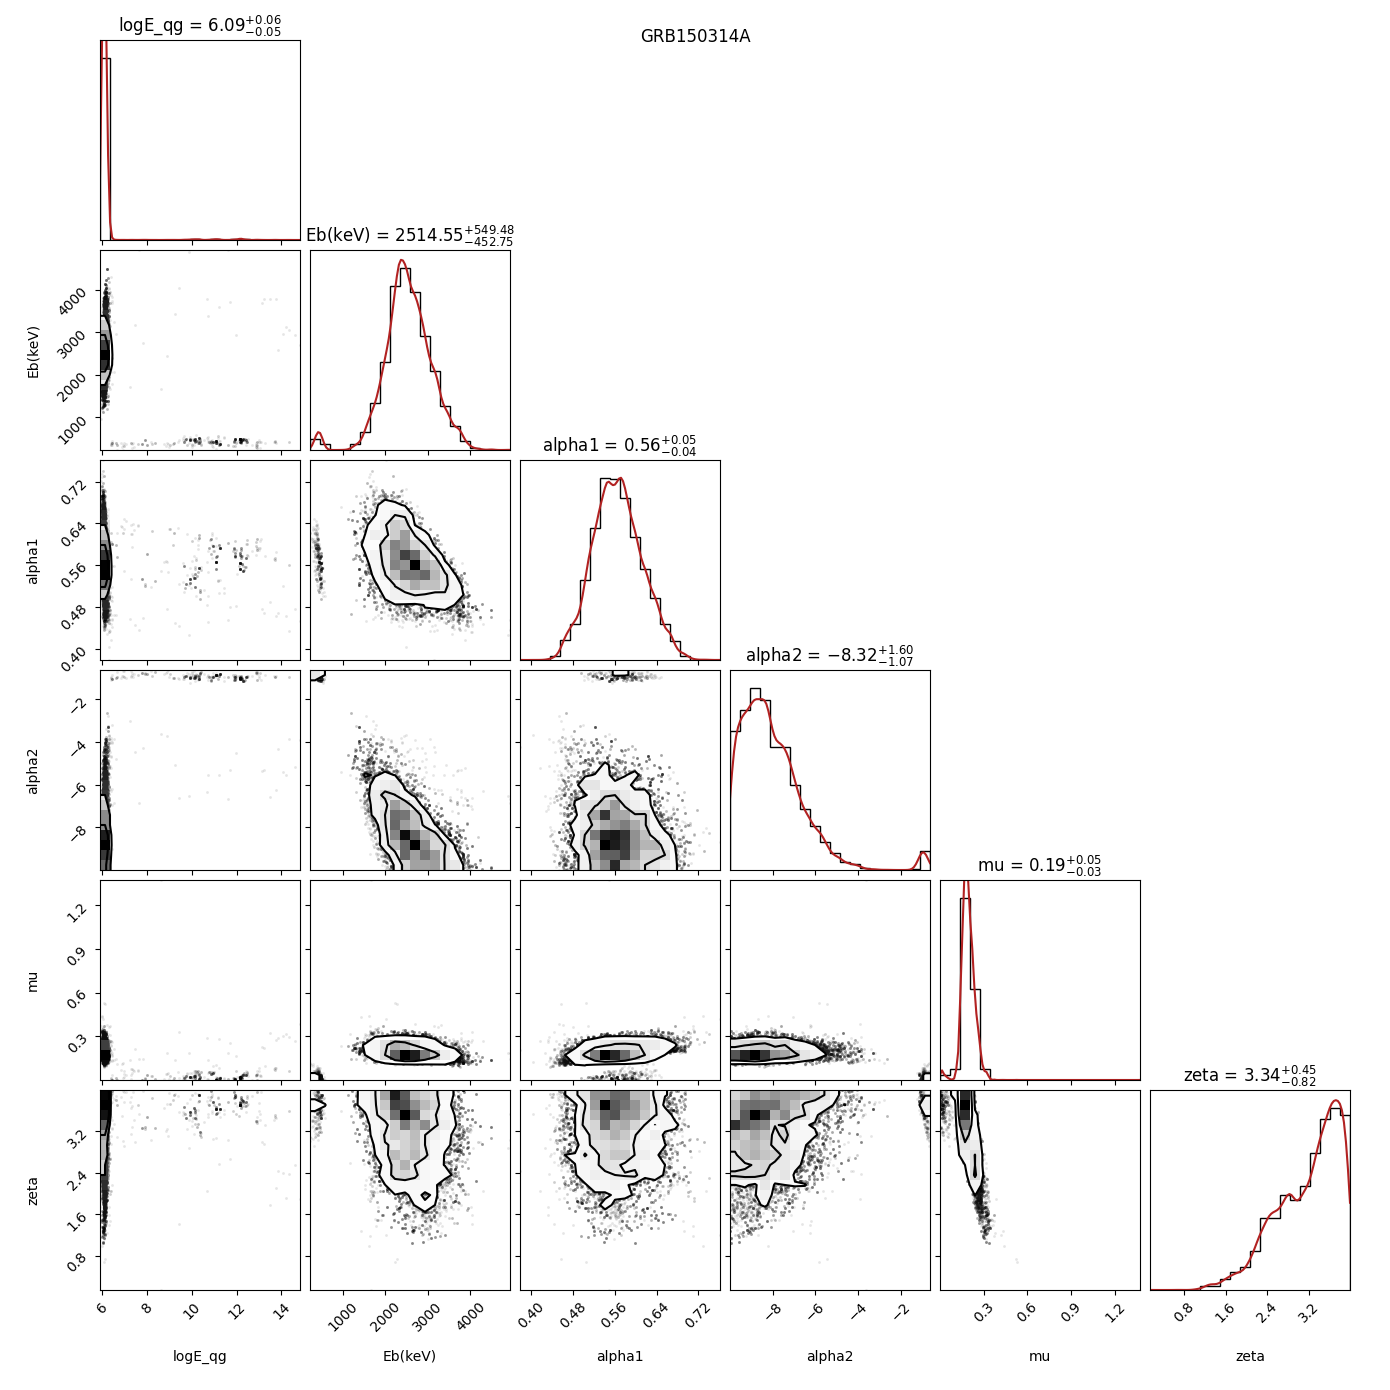 GRB150314A
logE_qg = 6.09+0.06−0.05
Eb(keV) = 2514.55+549.48−452.75
Eb(keV)
4000
3000
2000
1000
alpha1 = 0.56+0.05−0.04
alpha1
0.72
0.64
0.56
0.48
0.40
alpha2 = −8.32+1.60−1.07
alpha2
−2
−4
−6
−8
mu = 0.19+0.05−0.03
mu
1.2
0.9
0.6
0.3
zeta = 3.34+0.45−0.82
zeta
3.2
2.4
1.6
0.8
6 8 10 12 14 1000 2000 3000 4000 0.40 0.48 0.56 0.64 0.72 −8 −6 −4 −2 0.3 0.6 0.9 1.2 0.8 1.6 2.4 3.2
logE_qg Eb(keV) alpha1 alpha2 mu zeta